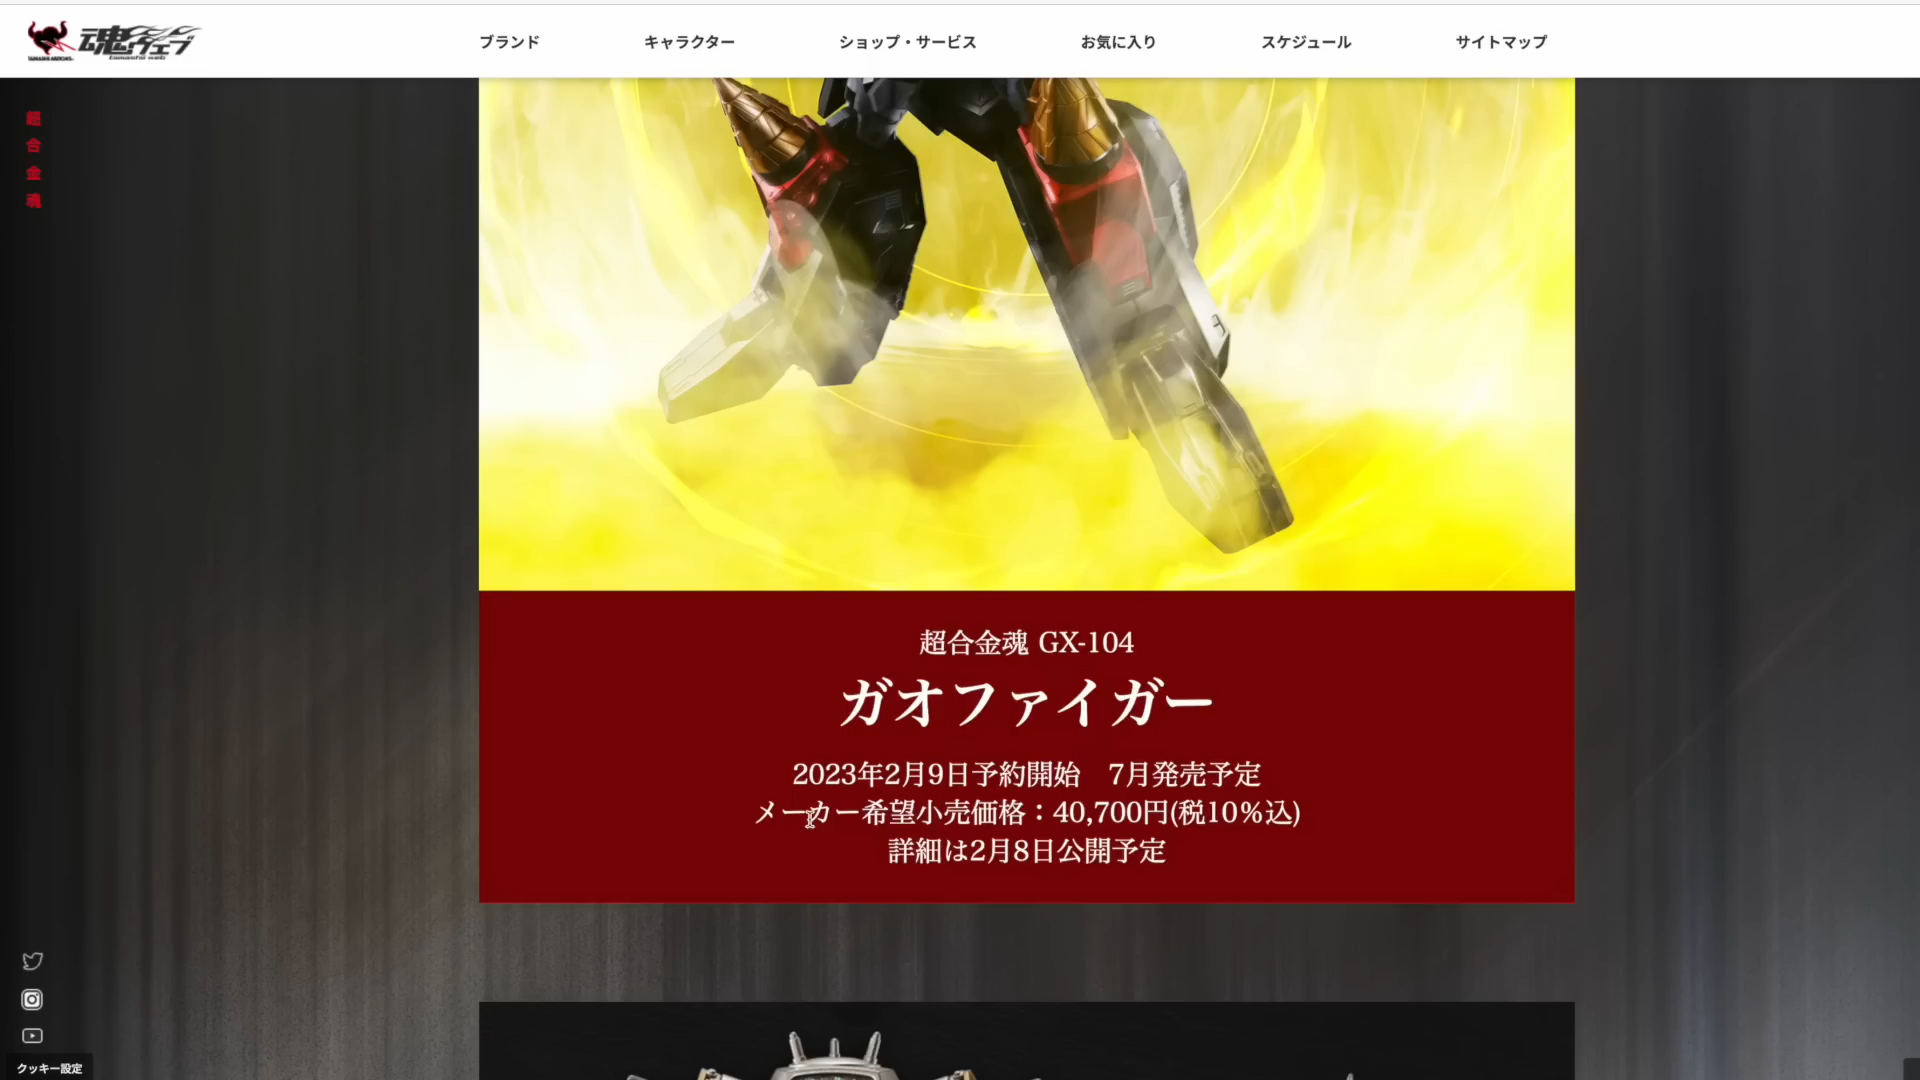 魂ウェブ
tamashii web
TAMASHII NATIONS
ブランド
キャラクター
ショップ・サービス
お気に入り
スケジュール
サイトマップ
超合金魂
超合金魂 GX-104
ガオファイガー
2023年2月9日予約開始　7月発売予定
メーカー希望小売価格：40,700円(税10%込)
詳細は2月8日公開予定
クッキー設定